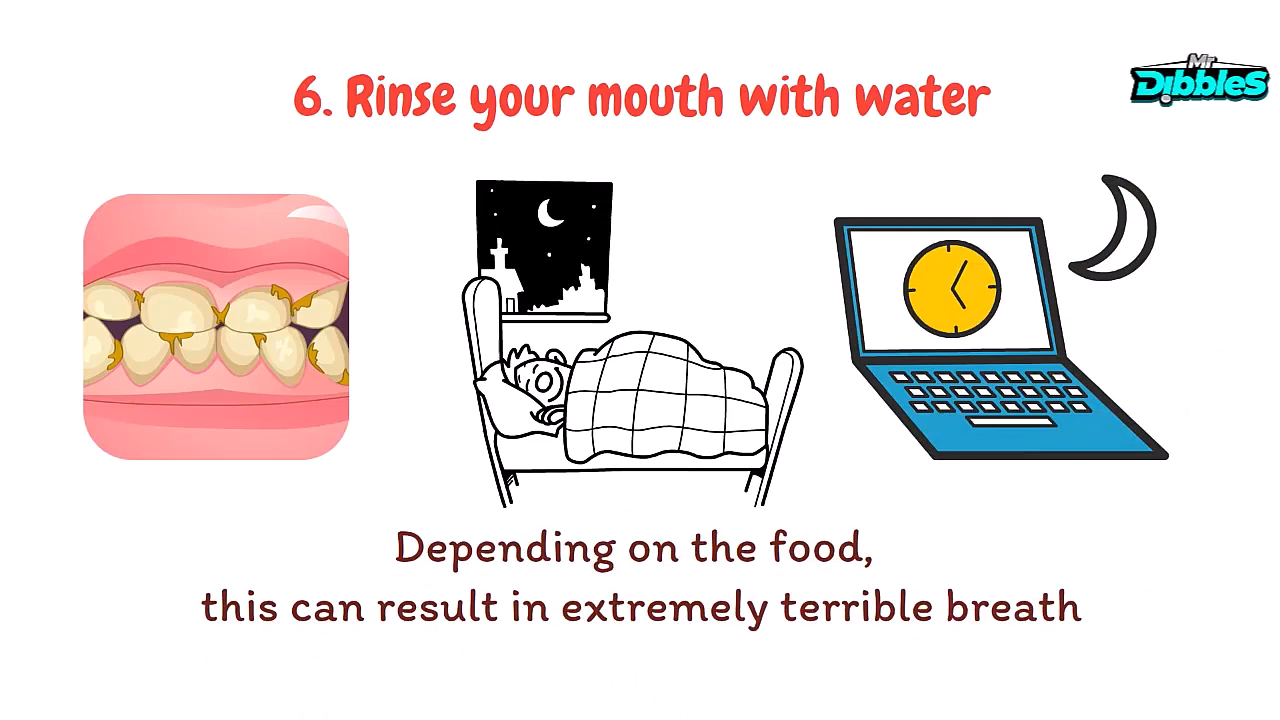 6. Rinse your mouth with water
Mr
DibbleS
Depending on the food,
this can result in extremely terrible breath